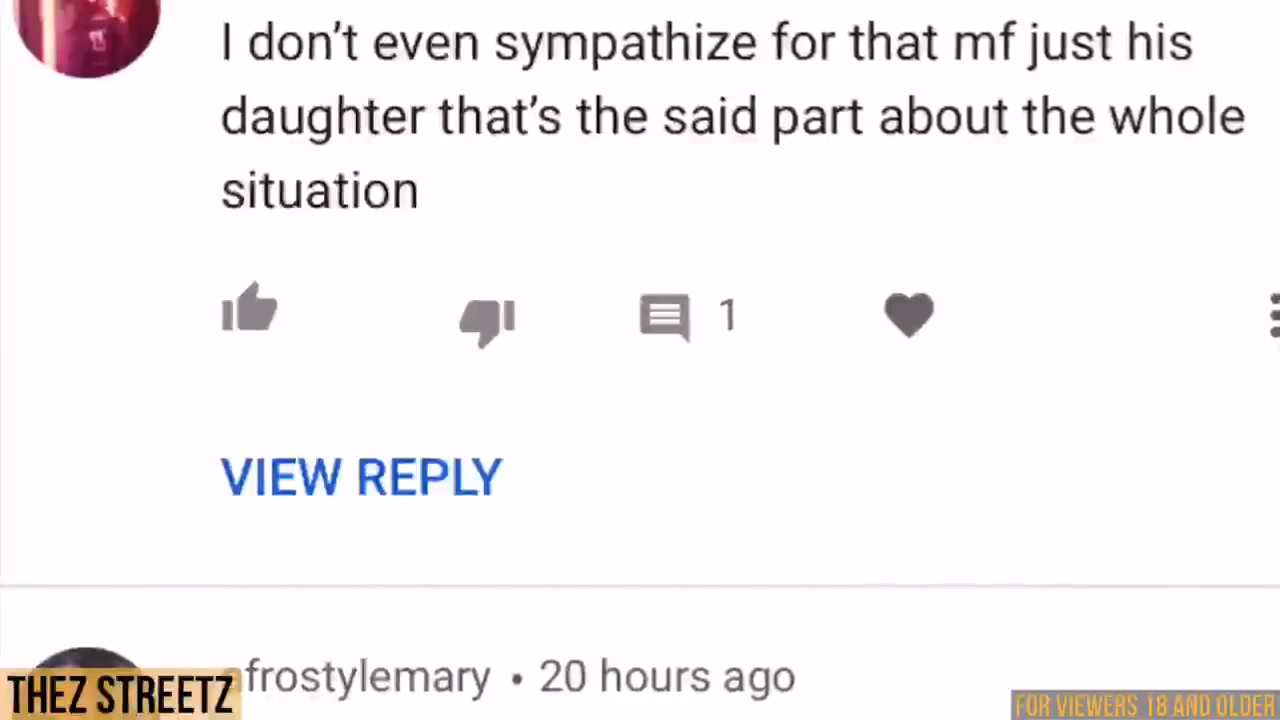 I don't even sympathize for that mf just his
daughter that's the said part about the whole
situation
1
VIEW REPLY
afrostylemary • 20 hours ago
THEZ STREETZ
FOR VIEWERS 18 AND OLDER